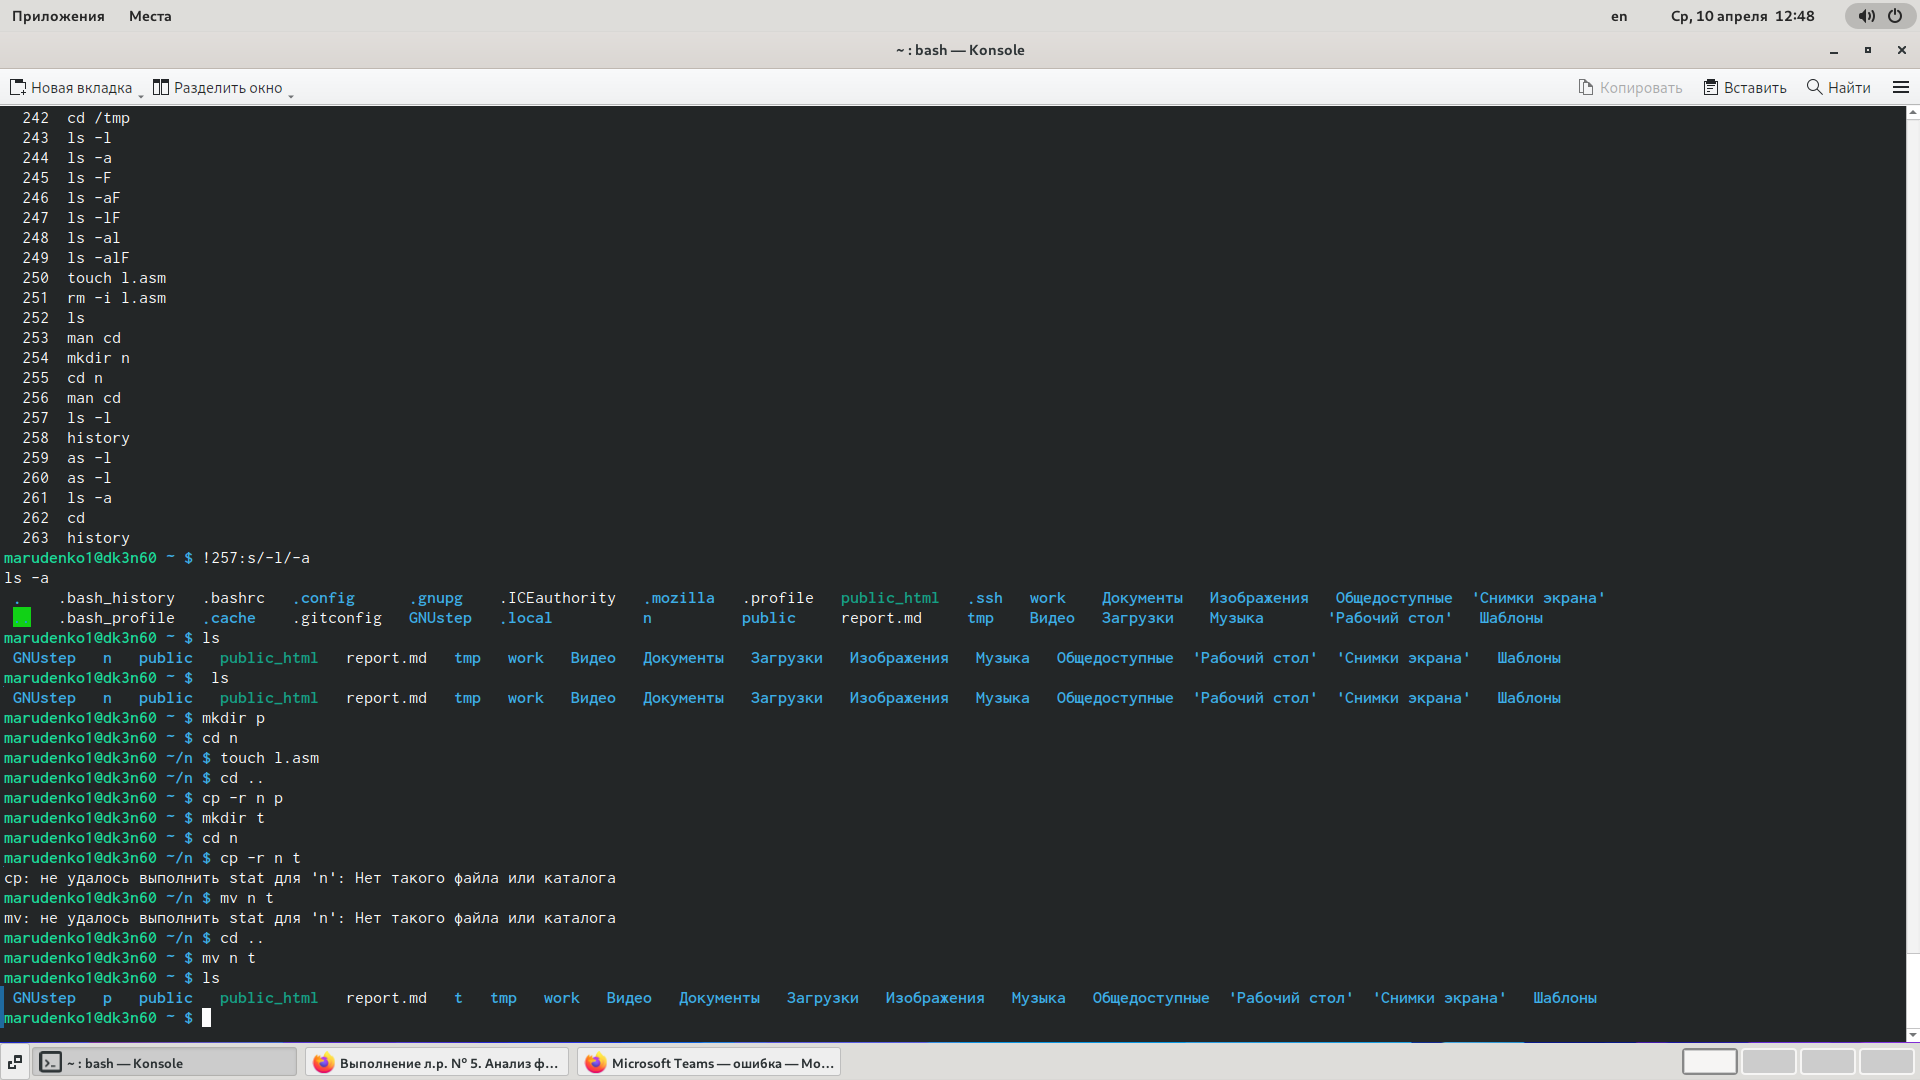 Приложения Места en Ср, 10 апреля 12:48
~ : bash — Konsole
Новая вкладка Разделить окно Копировать Вставить Найти
242 cd /tmp
243 ls -l
244 ls -a
245 ls -F
246 ls -aF
247 ls -lF
248 ls -al
249 ls -alF
250 touch l.asm
251 rm -i l.asm
252 ls
253 man cd
254 mkdir n
255 cd n
256 man cd
257 ls -l
258 history
259 as -l
260 as -l
261 ls -a
262 cd
263 history
marudenko1@dk3n60 ~ $ !257:s/-l/-a
ls -a
. .bash_history .bashrc .config .gnupg .ICEauthority .mozilla .profile public_html .ssh work Документы Изображения Общедоступные 'Снимки экрана'
.bash_profile .cache .gitconfig GNUstep .local n public report.md tmp Видео Загрузки Музыка 'Рабочий стол' Шаблоны
marudenko1@dk3n60 ~ $ ls
GNUstep n public public_html report.md tmp work Видео Документы Загрузки Изображения Музыка Общедоступные 'Рабочий стол' 'Снимки экрана' Шаблоны
marudenko1@dk3n60 ~ $ ls
GNUstep n public public_html report.md tmp work Видео Документы Загрузки Изображения Музыка Общедоступные 'Рабочий стол' 'Снимки экрана' Шаблоны
marudenko1@dk3n60 ~ $ mkdir p
marudenko1@dk3n60 ~ $ cd n
marudenko1@dk3n60 ~/n $ touch l.asm
marudenko1@dk3n60 ~/n $ cd ..
marudenko1@dk3n60 ~ $ cp -r n p
marudenko1@dk3n60 ~ $ mkdir t
marudenko1@dk3n60 ~ $ cd n
marudenko1@dk3n60 ~/n $ cp -r n t
cp: не удалось выполнить stat для 'n': Нет такого файла или каталога
marudenko1@dk3n60 ~/n $ mv n t
mv: не удалось выполнить stat для 'n': Нет такого файла или каталога
marudenko1@dk3n60 ~/n $ cd ..
marudenko1@dk3n60 ~ $ mv n t
marudenko1@dk3n60 ~ $ ls
GNUstep p public public_html report.md t tmp work Видео Документы Загрузки Изображения Музыка Общедоступные 'Рабочий стол' 'Снимки экрана' Шаблоны
marudenko1@dk3n60 ~ $
~ : bash — Konsole Выполнение л.р. № 5. Анализ ф... Microsoft Teams — ошибка — Mo...